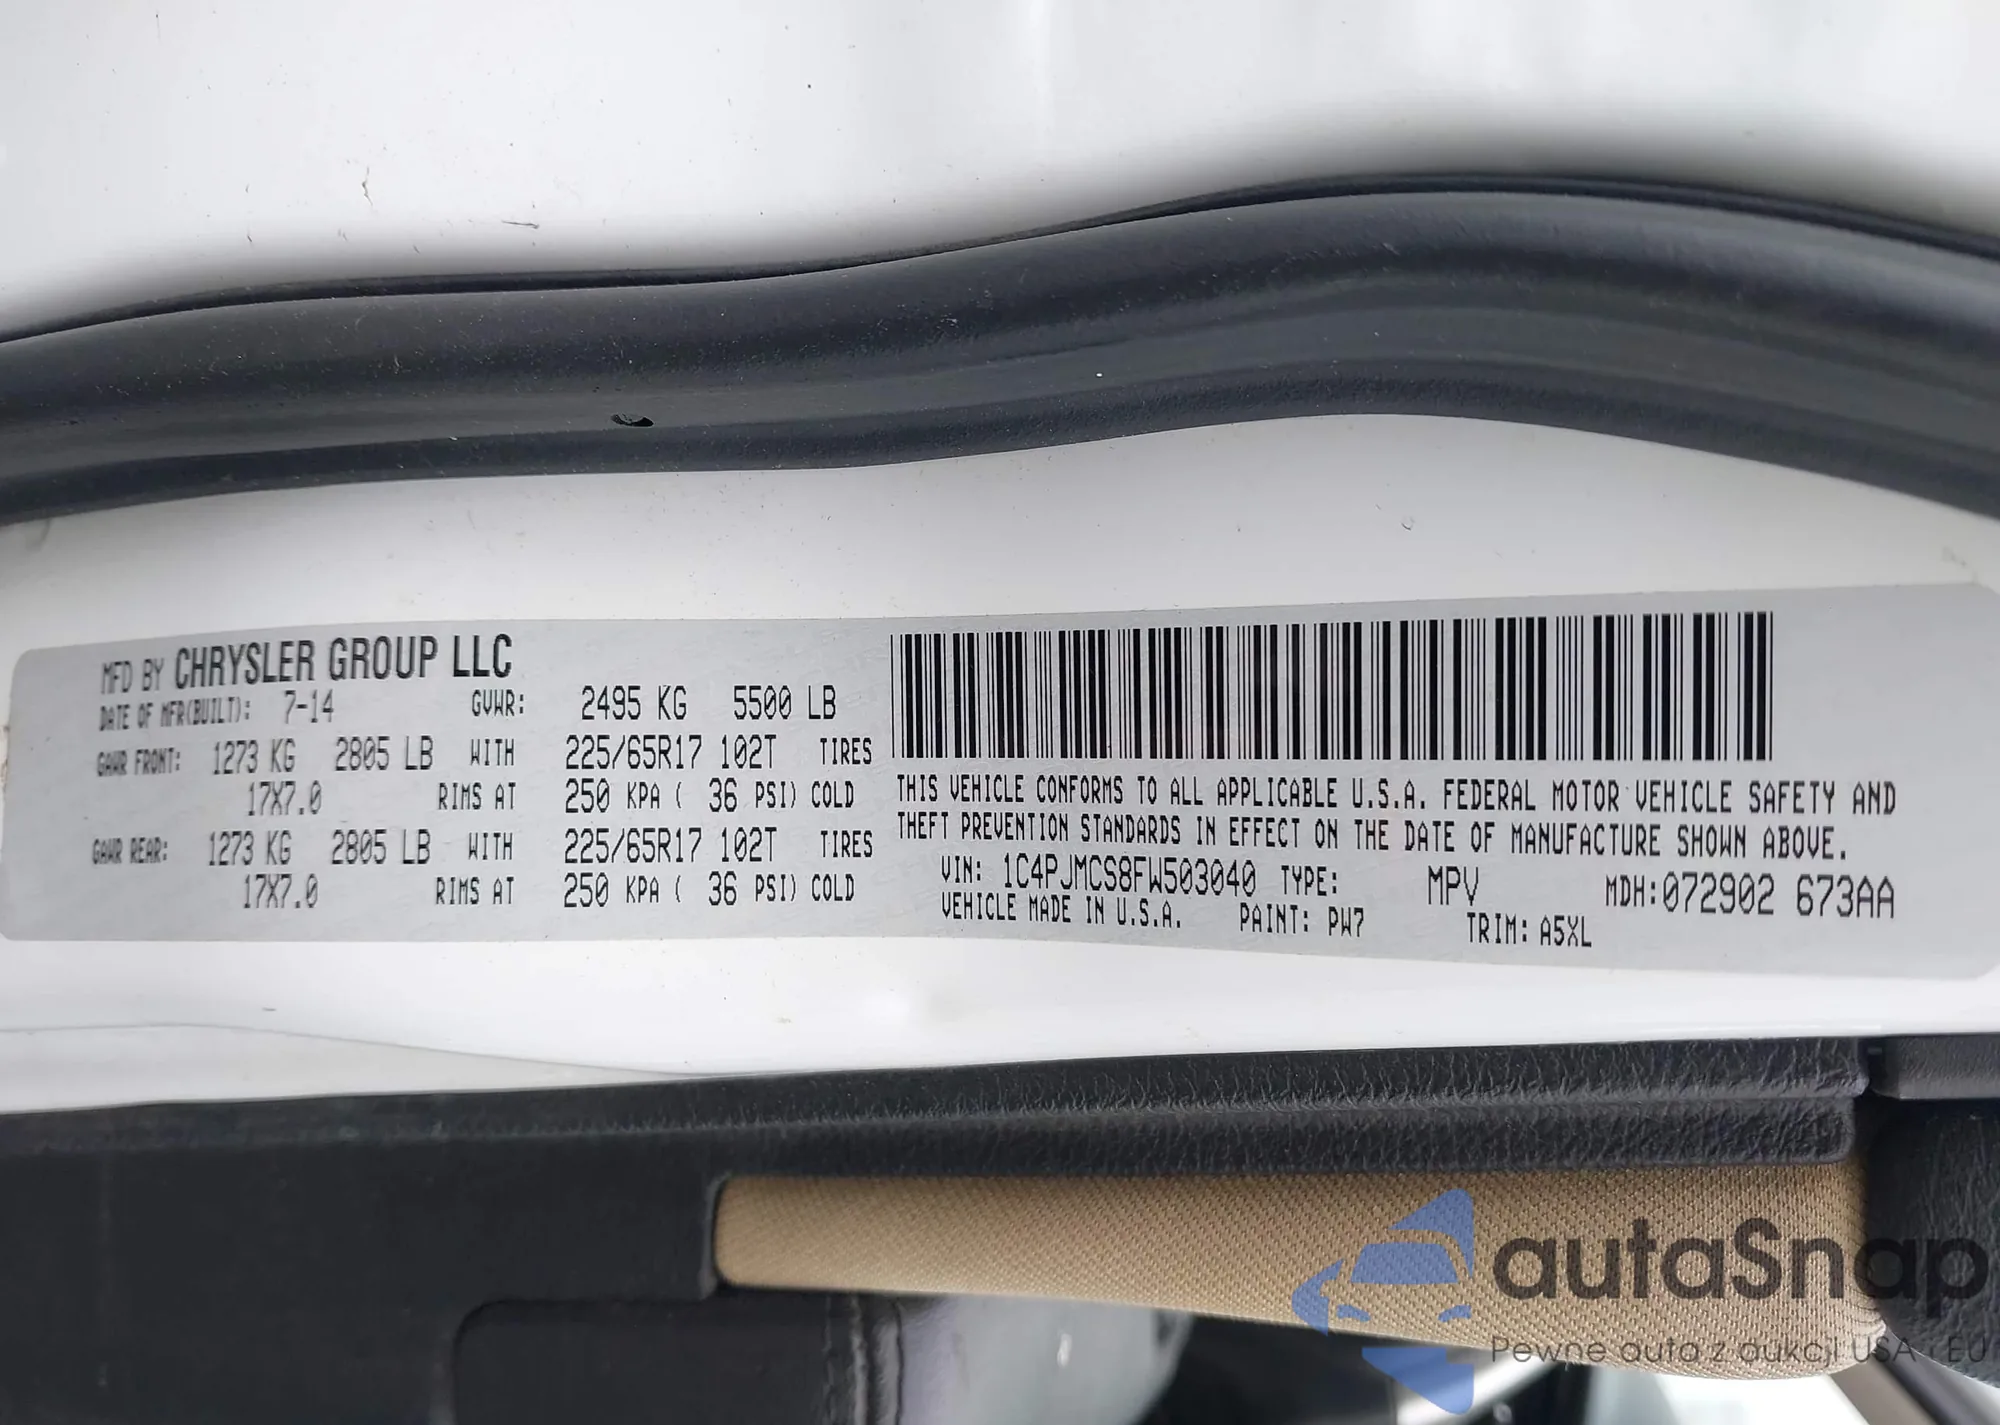 MFD BY CHRYSLER GROUP LLC
DATE OF MFR(BUILT): 7-14 GVWR: 2495 KG 5500 LB
GAWR FRONT: 1273 KG 2805 LB WITH 225/65R17 102T TIRES
17X7.0 RIMS AT 250 KPA ( 36 PSI) COLD
GAWR REAR: 1273 KG 2805 LB WITH 225/65R17 102T TIRES
17X7.0 RIMS AT 250 KPA ( 36 PSI) COLD
THIS VEHICLE CONFORMS TO ALL APPLICABLE U.S.A. FEDERAL MOTOR VEHICLE SAFETY AND
THEFT PREVENTION STANDARDS IN EFFECT ON THE DATE OF MANUFACTURE SHOWN ABOVE.
VIN: 1C4PJMCS8FW503040 TYPE: MPV MDH:072902 673AA
VEHICLE MADE IN U.S.A. PAINT: PW7 TRIM: A5XL
autaSnap
Pewne auta z aukcji USA i EU